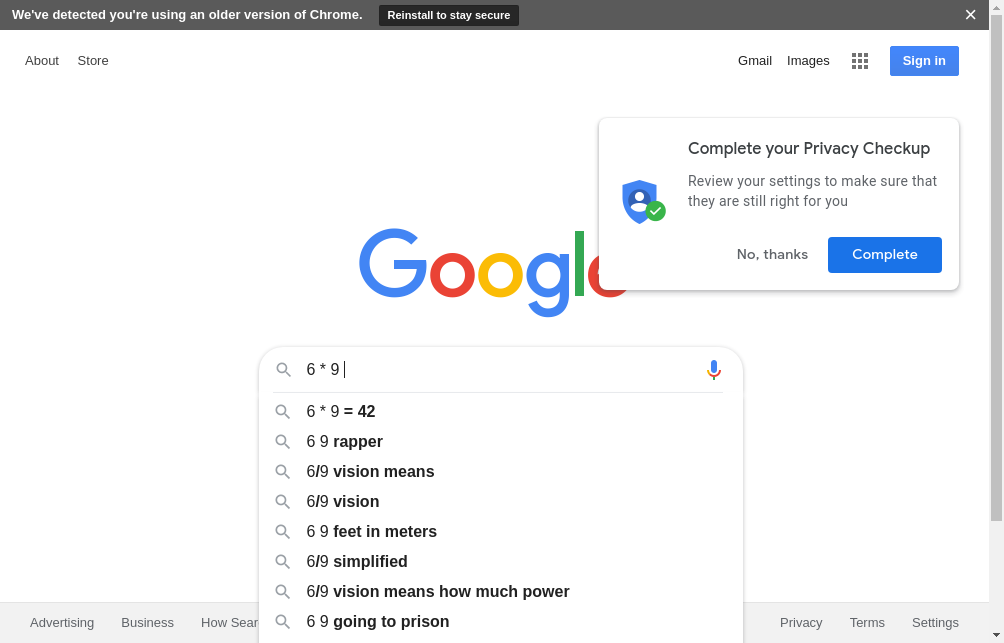 We've detected you're using an older version of Chrome. Reinstall to stay secure
About Store Gmail Images Sign in
Complete your Privacy Checkup
Review your settings to make sure that
they are still right for you
No, thanks Complete
Google
6 * 9
6 * 9 = 42
6 9 rapper
6/9 vision means
6/9 vision
6 9 feet in meters
6/9 simplified
6/9 vision means how much power
6 9 going to prison
Advertising Business How Sear Privacy Terms Settings